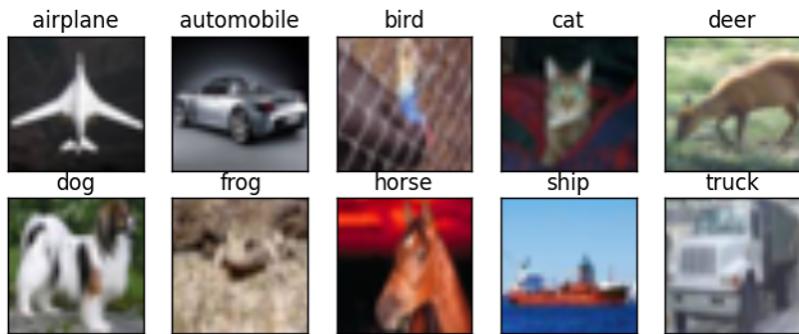 airplane automobile bird cat deer
dog frog horse ship truck